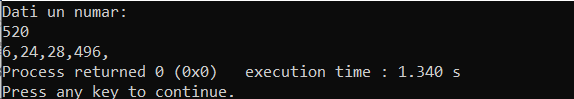 Dati un numar:
520
6,24,28,496,
Process returned 0 (0x0)   execution time : 1.340 s
Press any key to continue.